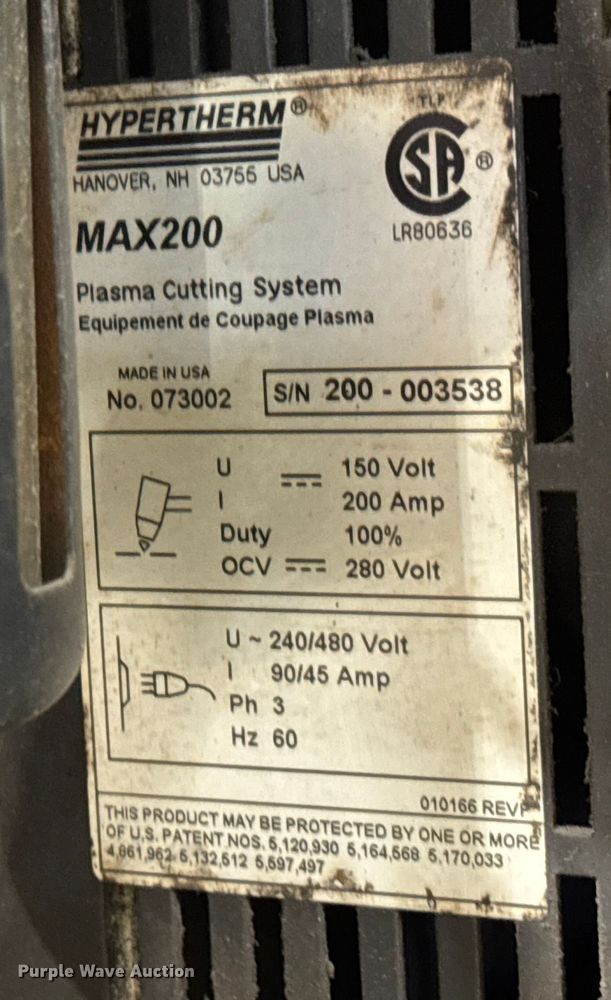 HYPERTHERM®
HANOVER, NH 03755 USA
TLP
SA ®
LR80636
MAX200
Plasma Cutting System
Equipement de Coupage Plasma
MADE IN USA
No. 073002
S/N 200 - 003538
U 150 Volt
I 200 Amp
Duty 100%
OCV 280 Volt
U ~ 240/480 Volt
I 90/45 Amp
Ph 3
Hz 60
010166 REV
THIS PRODUCT MAY BE PROTECTED BY ONE OR MORE
OF U.S. PATENT NOS. 5,120,930 5,164,568 5,170,033
4,861,962 5,132,512 5,597,497
Purple Wave Auction